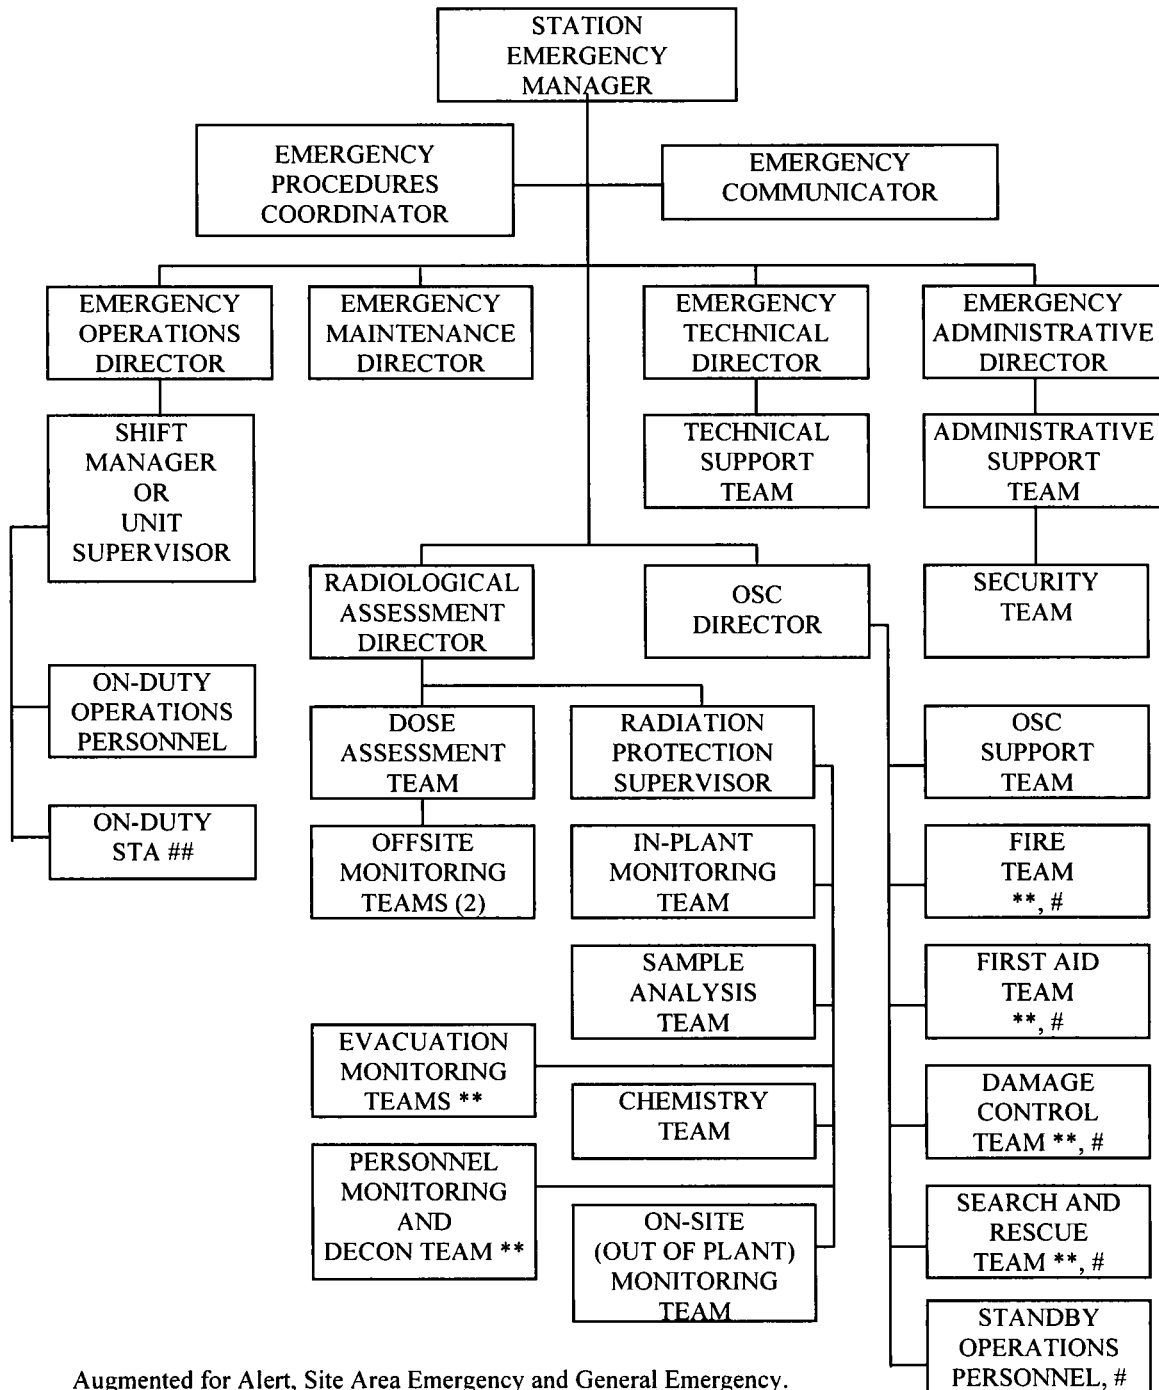 STATION
EMERGENCY
MANAGER
EMERGENCY
PROCEDURES
COORDINATOR
EMERGENCY
COMMUNICATOR
EMERGENCY
OPERATIONS
DIRECTOR
EMERGENCY
MAINTENANCE
DIRECTOR
EMERGENCY
TECHNICAL
DIRECTOR
EMERGENCY
ADMINISTRATIVE
DIRECTOR
SHIFT
MANAGER
OR
UNIT
SUPERVISOR
TECHNICAL
SUPPORT
TEAM
ADMINISTRATIVE
SUPPORT
TEAM
RADIOLOGICAL
ASSESSMENT
DIRECTOR
OSC
DIRECTOR
SECURITY
TEAM
ON-DUTY
OPERATIONS
PERSONNEL
DOSE
ASSESSMENT
TEAM
RADIATION
PROTECTION
SUPERVISOR
OSC
SUPPORT
TEAM
ON-DUTY
STA ##
OFFSITE
MONITORING
TEAMS (2)
IN-PLANT
MONITORING
TEAM
FIRE
TEAM
**, #
SAMPLE
ANALYSIS
TEAM
FIRST AID
TEAM
**, #
EVACUATION
MONITORING
TEAMS **
CHEMISTRY
TEAM
DAMAGE
CONTROL
TEAM **, #
PERSONNEL
MONITORING
AND
DECON TEAM **
ON-SITE
(OUT OF PLANT)
MONITORING
TEAM
SEARCH AND
RESCUE
TEAM **, #
STANDBY
OPERATIONS
PERSONNEL, #
Augmented for Alert, Site Area Emergency and General Emergency.